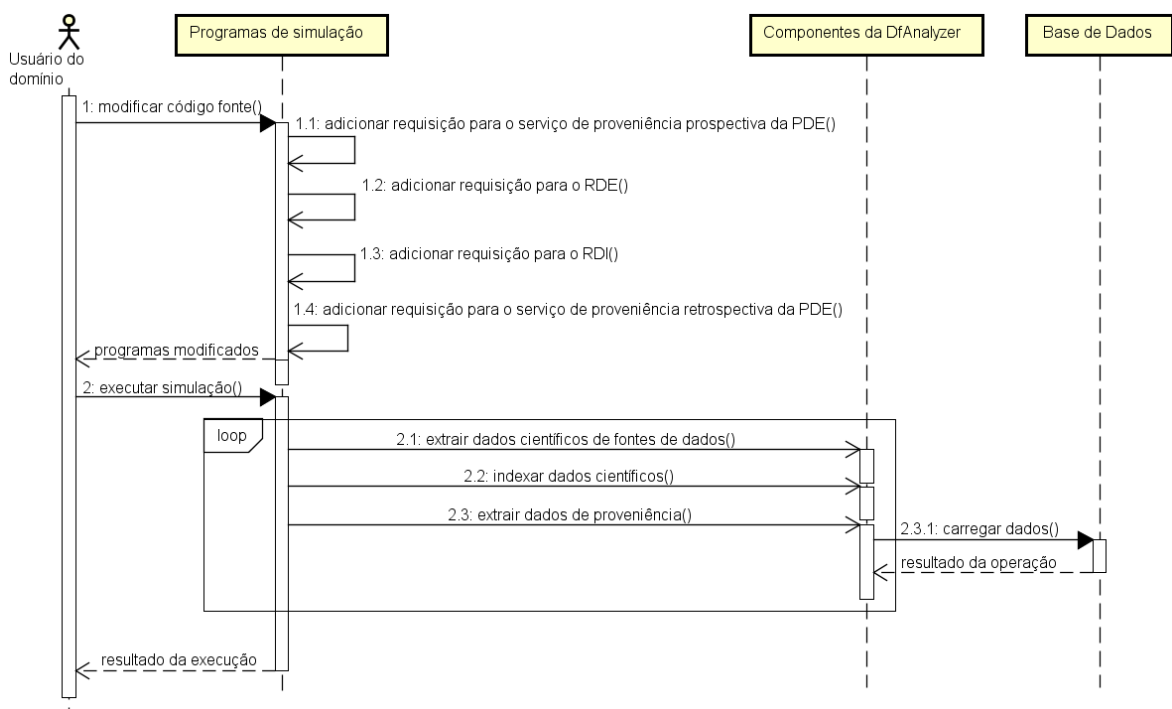 Usuário do
domínio
Programas de simulação
Componentes da DfAnalyzer
Base de Dados
1: modificar código fonte()
1.1: adicionar requisição para o serviço de proveniência prospectiva da PDE()
1.2: adicionar requisição para o RDE()
1.3: adicionar requisição para o RDI()
1.4: adicionar requisição para o serviço de proveniência retrospectiva da PDE()
programas modificados
2: executar simulação()
loop
2.1: extrair dados científicos de fontes de dados()
2.2: indexar dados científicos()
2.3: extrair dados de proveniência()
2.3.1: carregar dados()
resultado da operação
resultado da execução